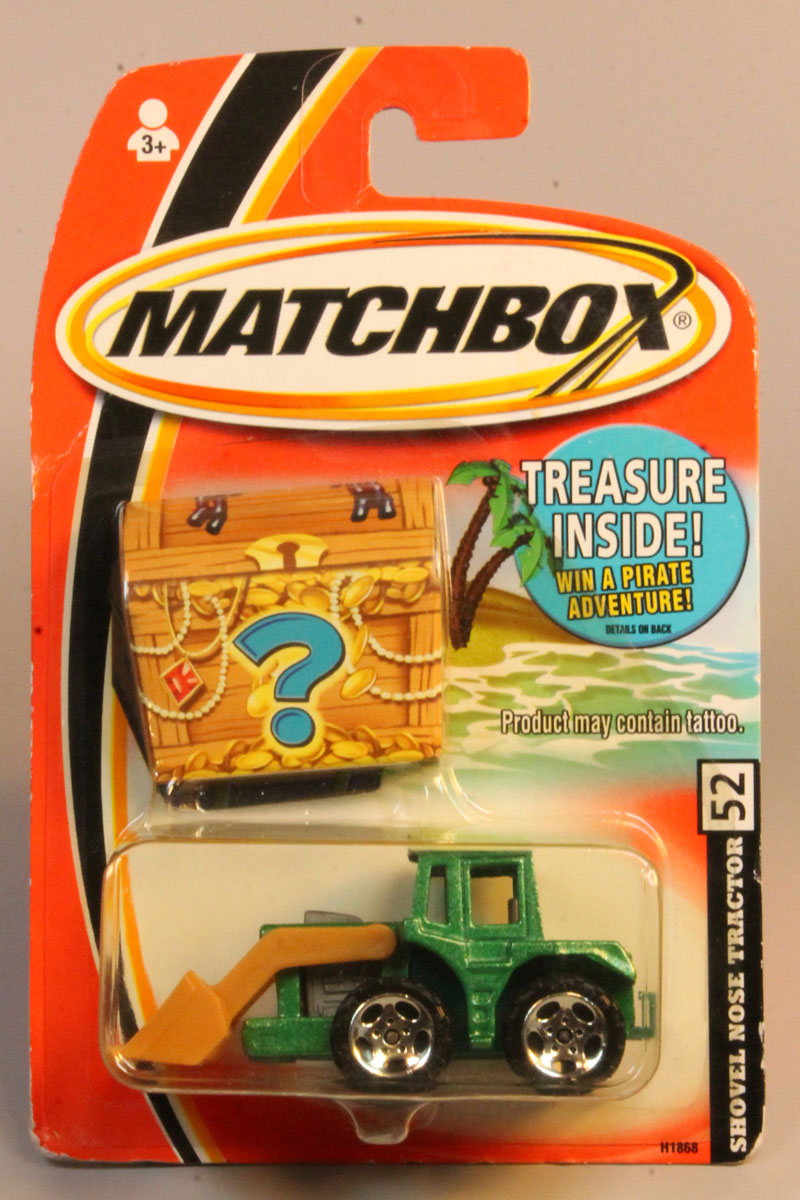 3+
MATCHBOX®
TREASURE
INSIDE!
WIN A PIRATE
ADVENTURE!
DETAILS ON BACK
?
Product may contain tattoo.
52
SHOVEL NOSE TRACTOR
H1868